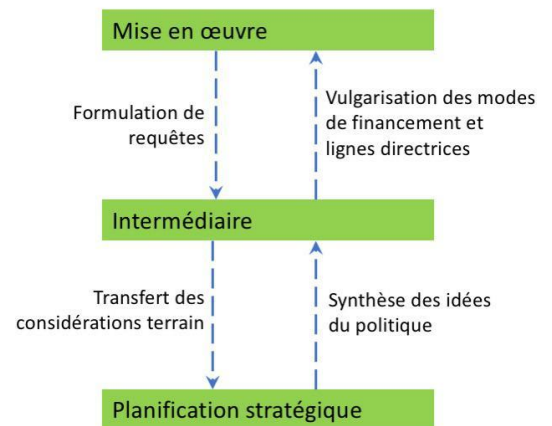 Mise en œuvre
Formulation de
requêtes
Vulgarisation des modes
de financement et
lignes directrices
Intermédiaire
Transfert des
considérations terrain
Synthèse des idées
du politique
Planification stratégique